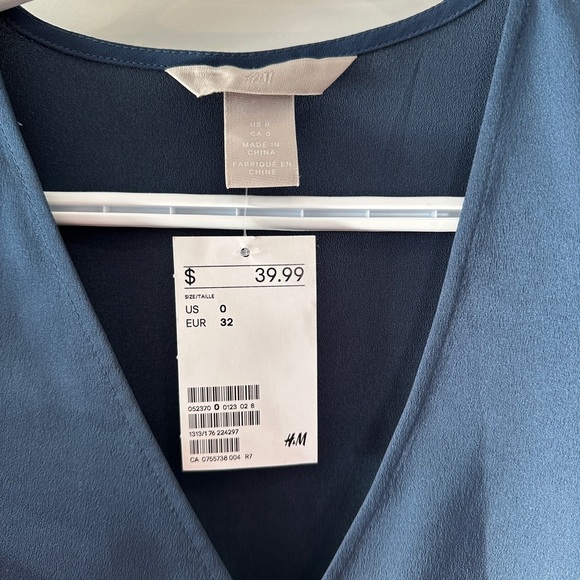 H&M
US 0
CA 0
MADE IN
CHINA
FABRIQUÉ EN
CHINE
$ 39.99
SIZE/TAILLE
US 0
EUR 32
052370 0 0123 02 8
1313/1 76 224297
H&M
CA 0755738 004 R7